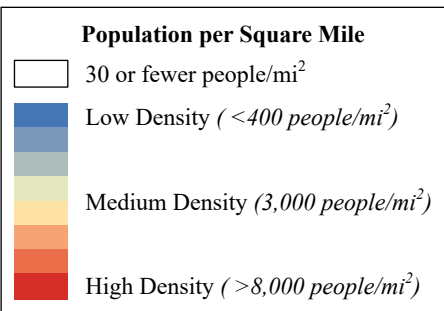 Population per Square Mile
30 or fewer people/mi²
Low Density ( <400 people/mi²)
Medium Density (3,000 people/mi²)
High Density ( >8,000 people/mi²)